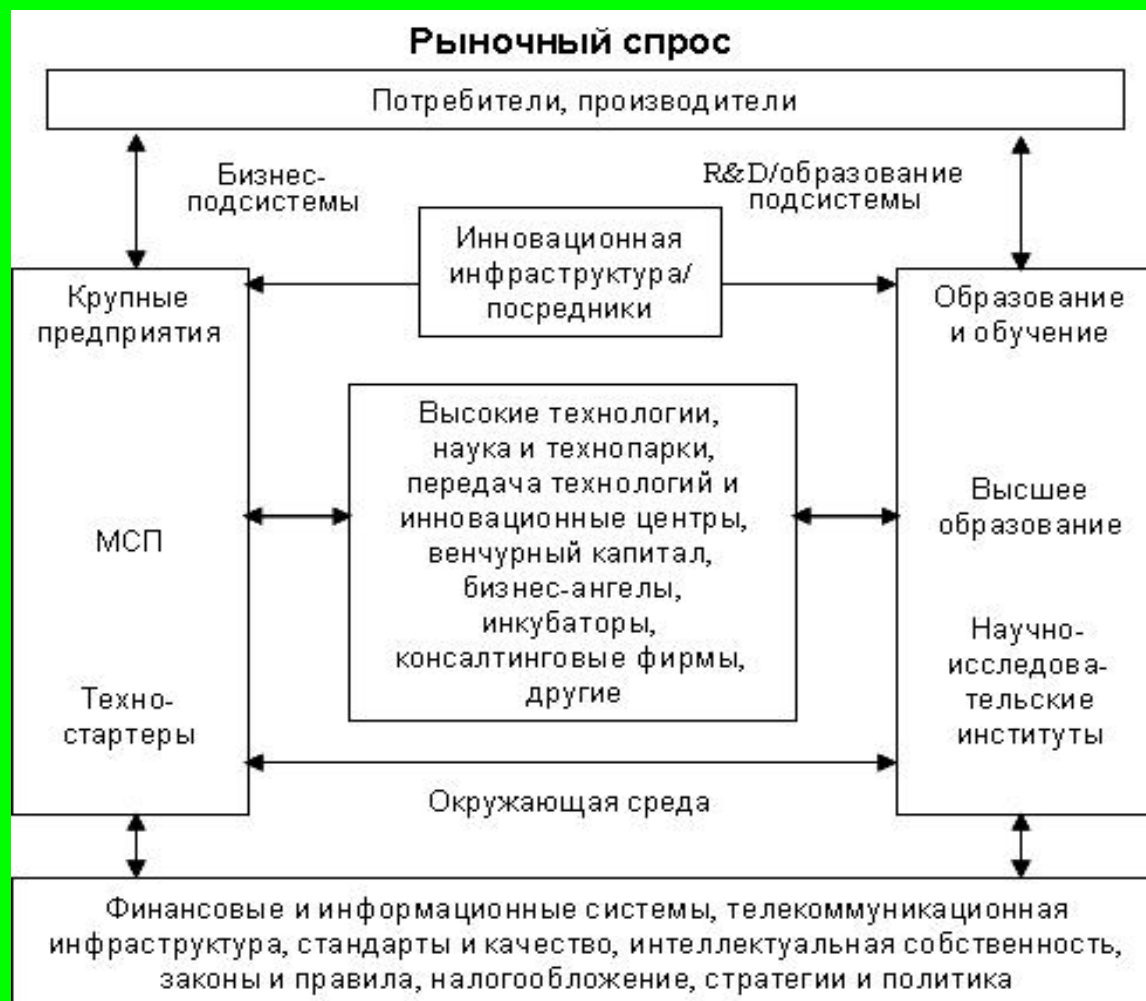 Рыночный спрос
Потребители, производители
Бизнес-
подсистемы
R&D/образование
подсистемы
Инновационная
инфраструктура/
посредники
Крупные
предприятия
МСП
Техно-
стартеры
Высокие технологии,
наука и технопарки,
передача технологий и
инновационные центры,
венчурный капитал,
бизнес-ангелы,
инкубаторы,
консалтинговые фирмы,
другие
Образование
и обучение
Высшее
образование
Научно-
исследова-
тельские
институты
Окружающая среда
Финансовые и информационные системы, телекоммуникационная
инфраструктура, стандарты и качество, интеллектуальная собственность,
законы и правила, налогообложение, стратегии и политика